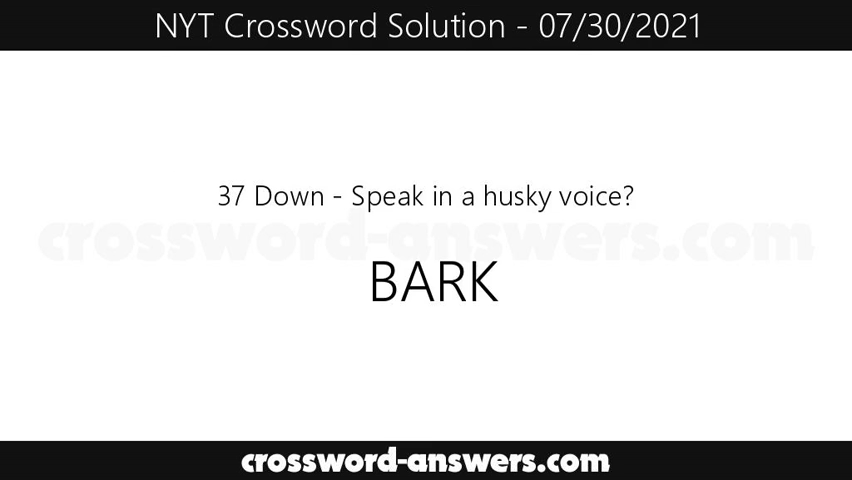 NYT Crossword Solution - 07/30/2021
37 Down - Speak in a husky voice?
crossword-answers.com
BARK
crossword-answers.com